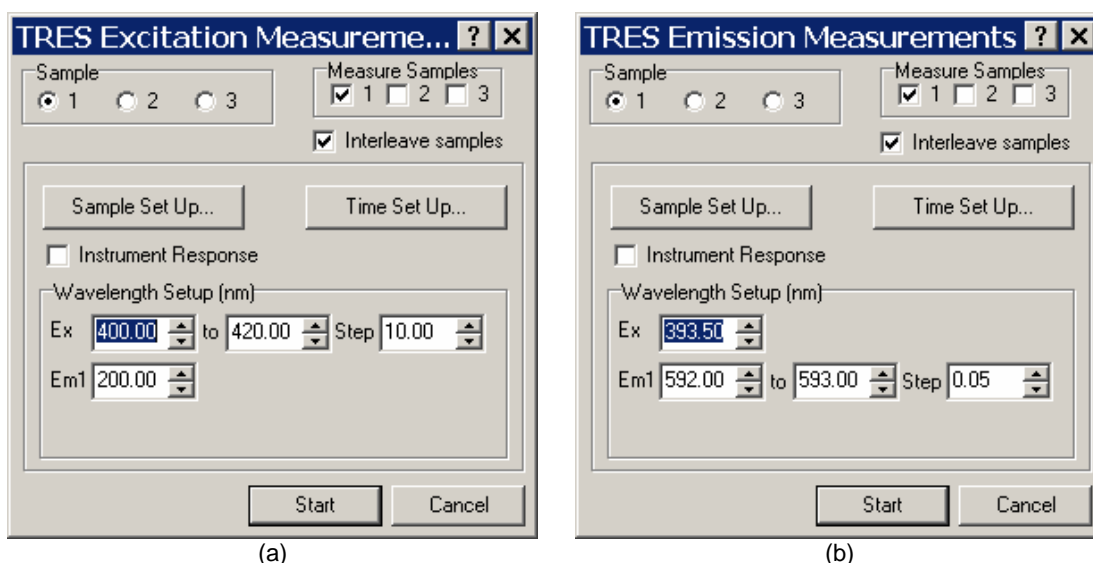 TRES Excitation Measureme... ? ×
Sample
1 2 3
Measure Samples
1 2 3
Interleave samples
Sample Set Up...
Time Set Up...
Instrument Response
Wavelength Setup (nm)
Ex 400.00 to 420.00 Step 10.00
Em1 200.00
Start
Cancel
(a)
TRES Emission Measurements ? ×
Sample
1 2 3
Measure Samples
1 2 3
Interleave samples
Sample Set Up...
Time Set Up...
Instrument Response
Wavelength Setup (nm)
Ex 393.50
Em1 592.00 to 593.00 Step 0.05
Start
Cancel
(b)